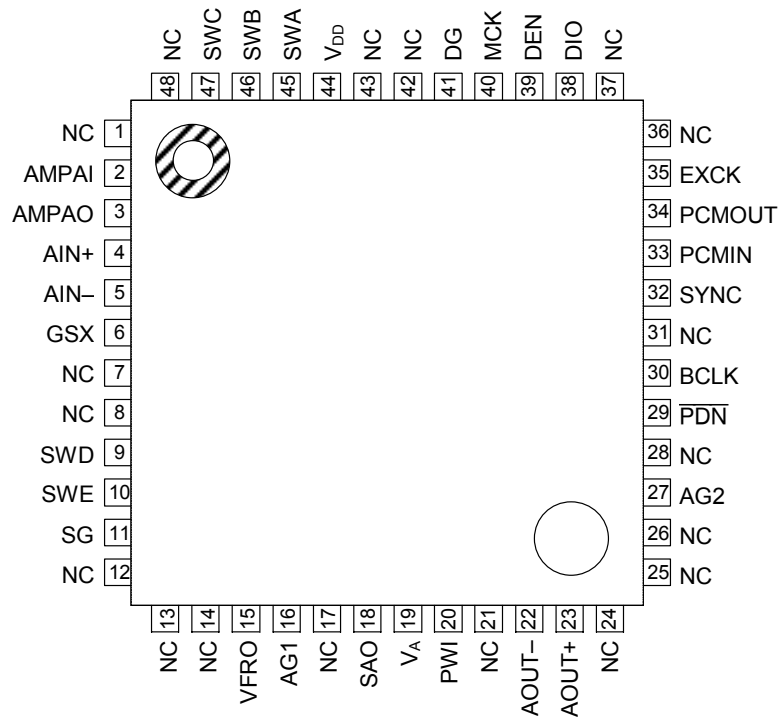 NC SWC SWB SWA VDD NC NC DG MCK DEN DIO NC
48 47 46 45 44 43 42 41 40 39 38 37
NC 1
AMPAI 2
AMPAO 3
AIN+ 4
AIN– 5
GSX 6
NC 7
NC 8
SWD 9
SWE 10
SG 11
NC 12
36 NC
35 EXCK
34 PCMOUT
33 PCMIN
32 SYNC
31 NC
30 BCLK
29 PDN
28 NC
27 AG2
26 NC
25 NC
13 14 15 16 17 18 19 20 21 22 23 24
NC NC VFRO AG1 NC SAO VA PWI NC AOUT– AOUT+ NC